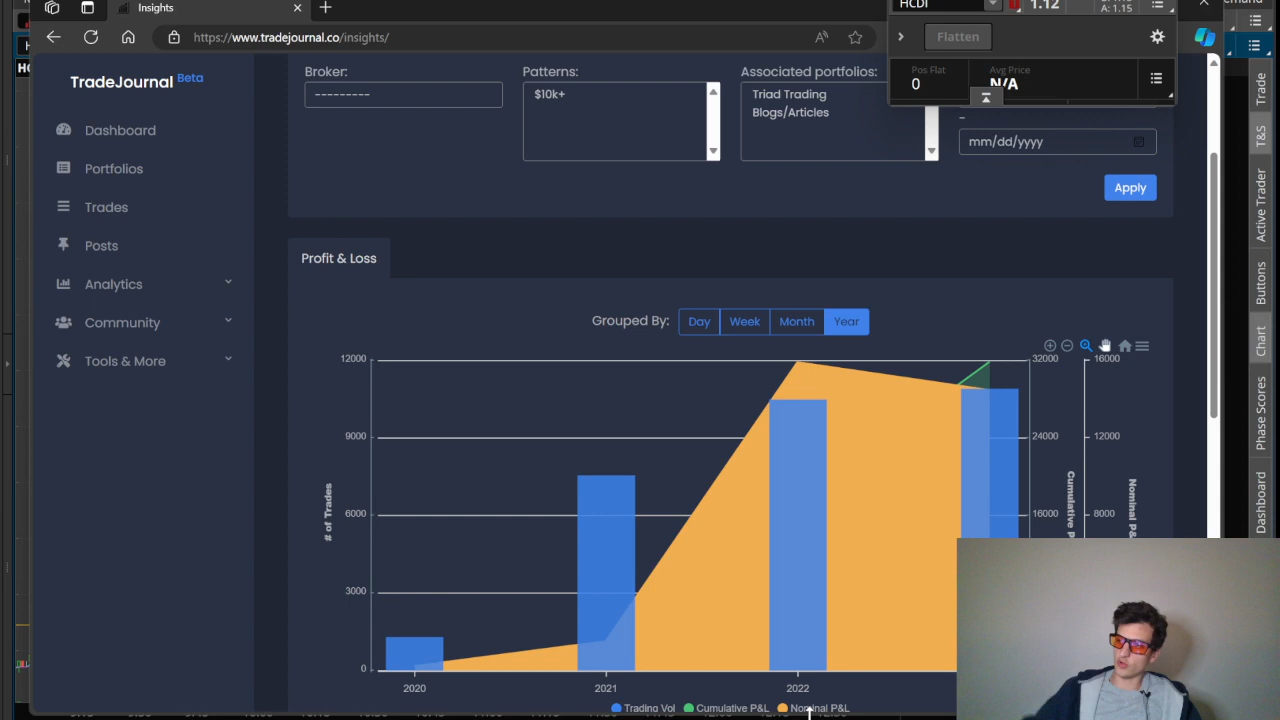 Insights
HCDI
1.12
A: 1.15
https://www.tradejournal.co/insights/
Flatten
Pos Flat
Avg Price
0
N/A
TradeJournal Beta
Dashboard
Portfolios
Trades
Posts
Analytics
Community
Tools & More
Broker:
---------
Patterns:
$10k+
Associated portfolios:
Triad Trading
Blogs/Articles
–
mm/dd/yyyy
Apply
Profit & Loss
Grouped By:
Day
Week
Month
Year
12000
9000
6000
3000
0
# of Trades
32000
24000
16000
16000
12000
8000
Nominal P&
2020
2021
2022
Trading Vol
Cumulative P&L
Nominal P&L
Trade
T&S
Active Trader
Buttons
Chart
Phase Scores
Dashboard